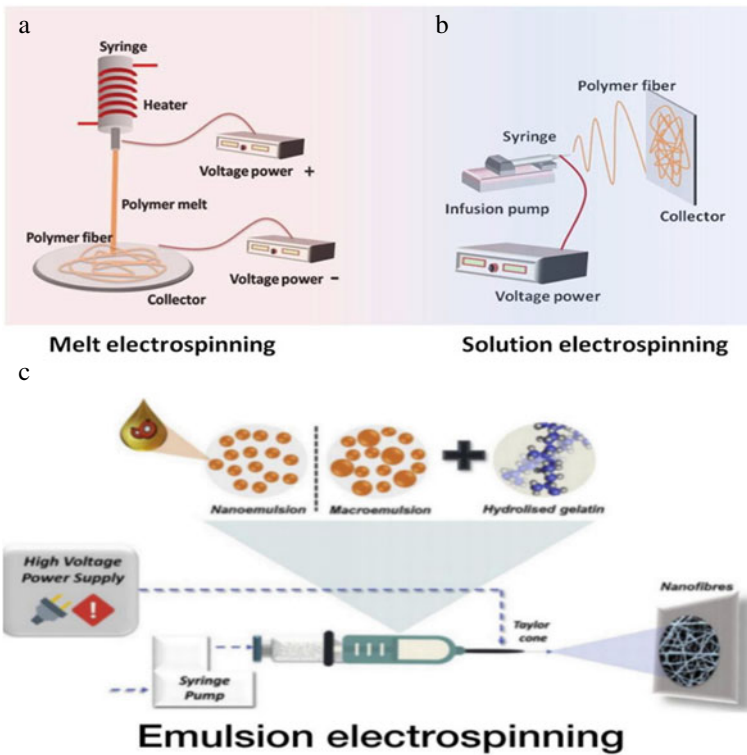 a
Syringe
Heater
Voltage power +
Polymer melt
Polymer fiber
Voltage power −
Collector
Melt electrospinning
b
Polymer fiber
Syringe
Infusion pump
Collector
Voltage power
Solution electrospinning
c
Nanoemulsion
Macroemulsion
Hydrolised gelatin
High Voltage
Power Supply
Nanofibres
Taylor
cone
Syringe
Pump
Emulsion electrospinning